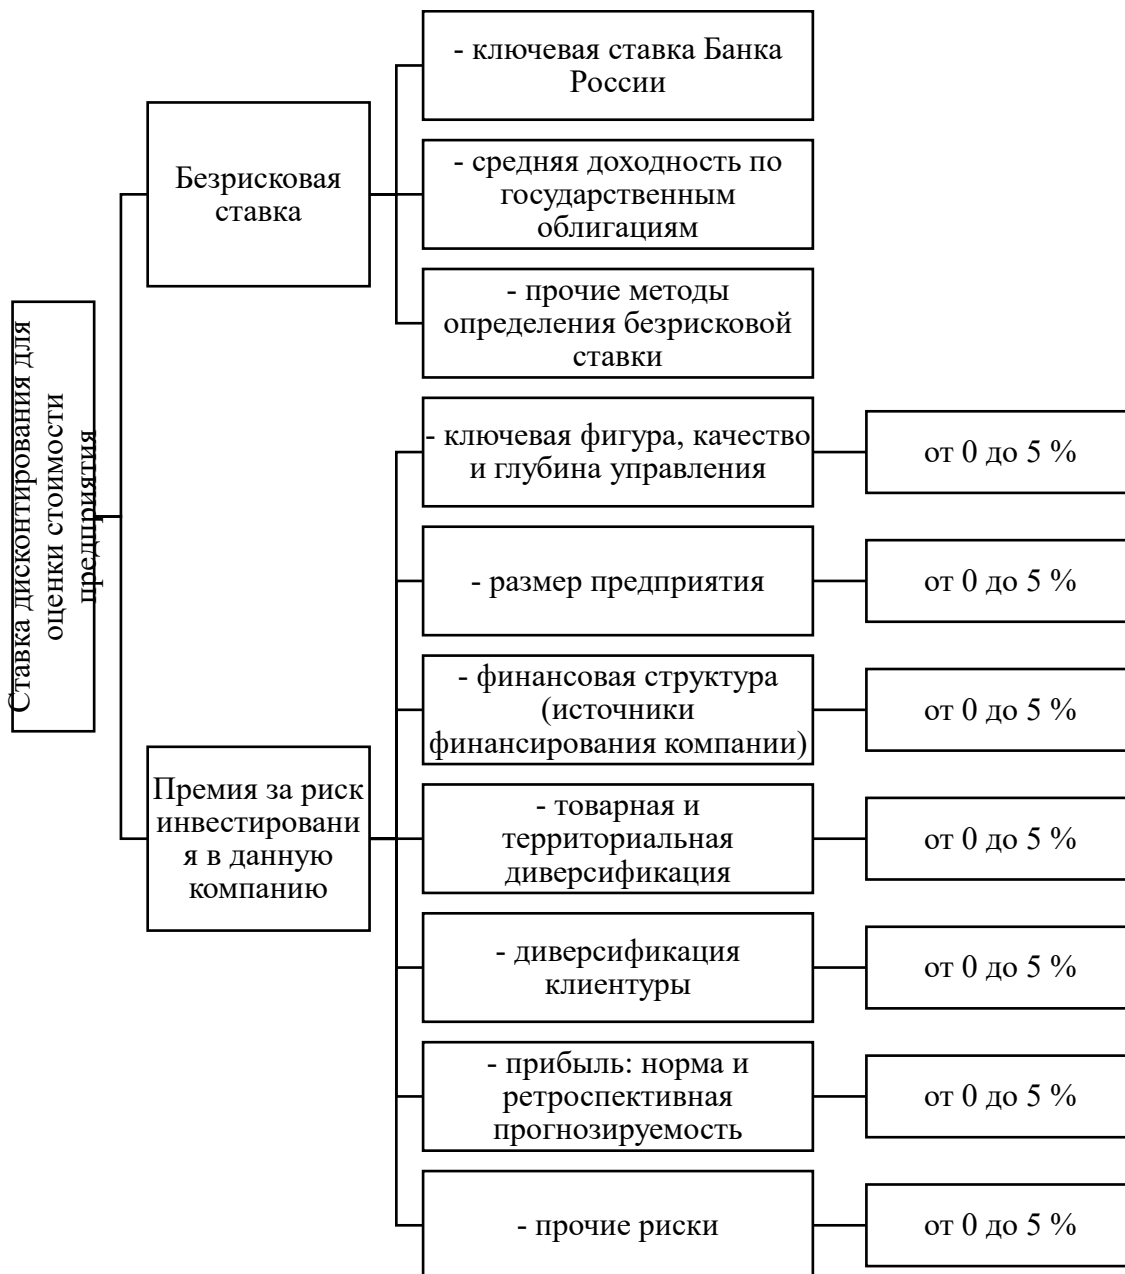 Ставка дисконтирования для
оценки стоимости
предприятия
Безрисковая
ставка
- ключевая ставка Банка
России
- средняя доходность по
государственным
облигациям
- прочие методы
определения безрисковой
ставки
Премия за риск
инвестировани
я в данную
компанию
- ключевая фигура, качество
и глубина управления
от 0 до 5 %
- размер предприятия
от 0 до 5 %
- финансовая структура
(источники
финансирования компании)
от 0 до 5 %
- товарная и
территориальная
диверсификация
от 0 до 5 %
- диверсификация
клиентуры
от 0 до 5 %
- прибыль: норма и
ретроспективная
прогнозируемость
от 0 до 5 %
- прочие риски
от 0 до 5 %